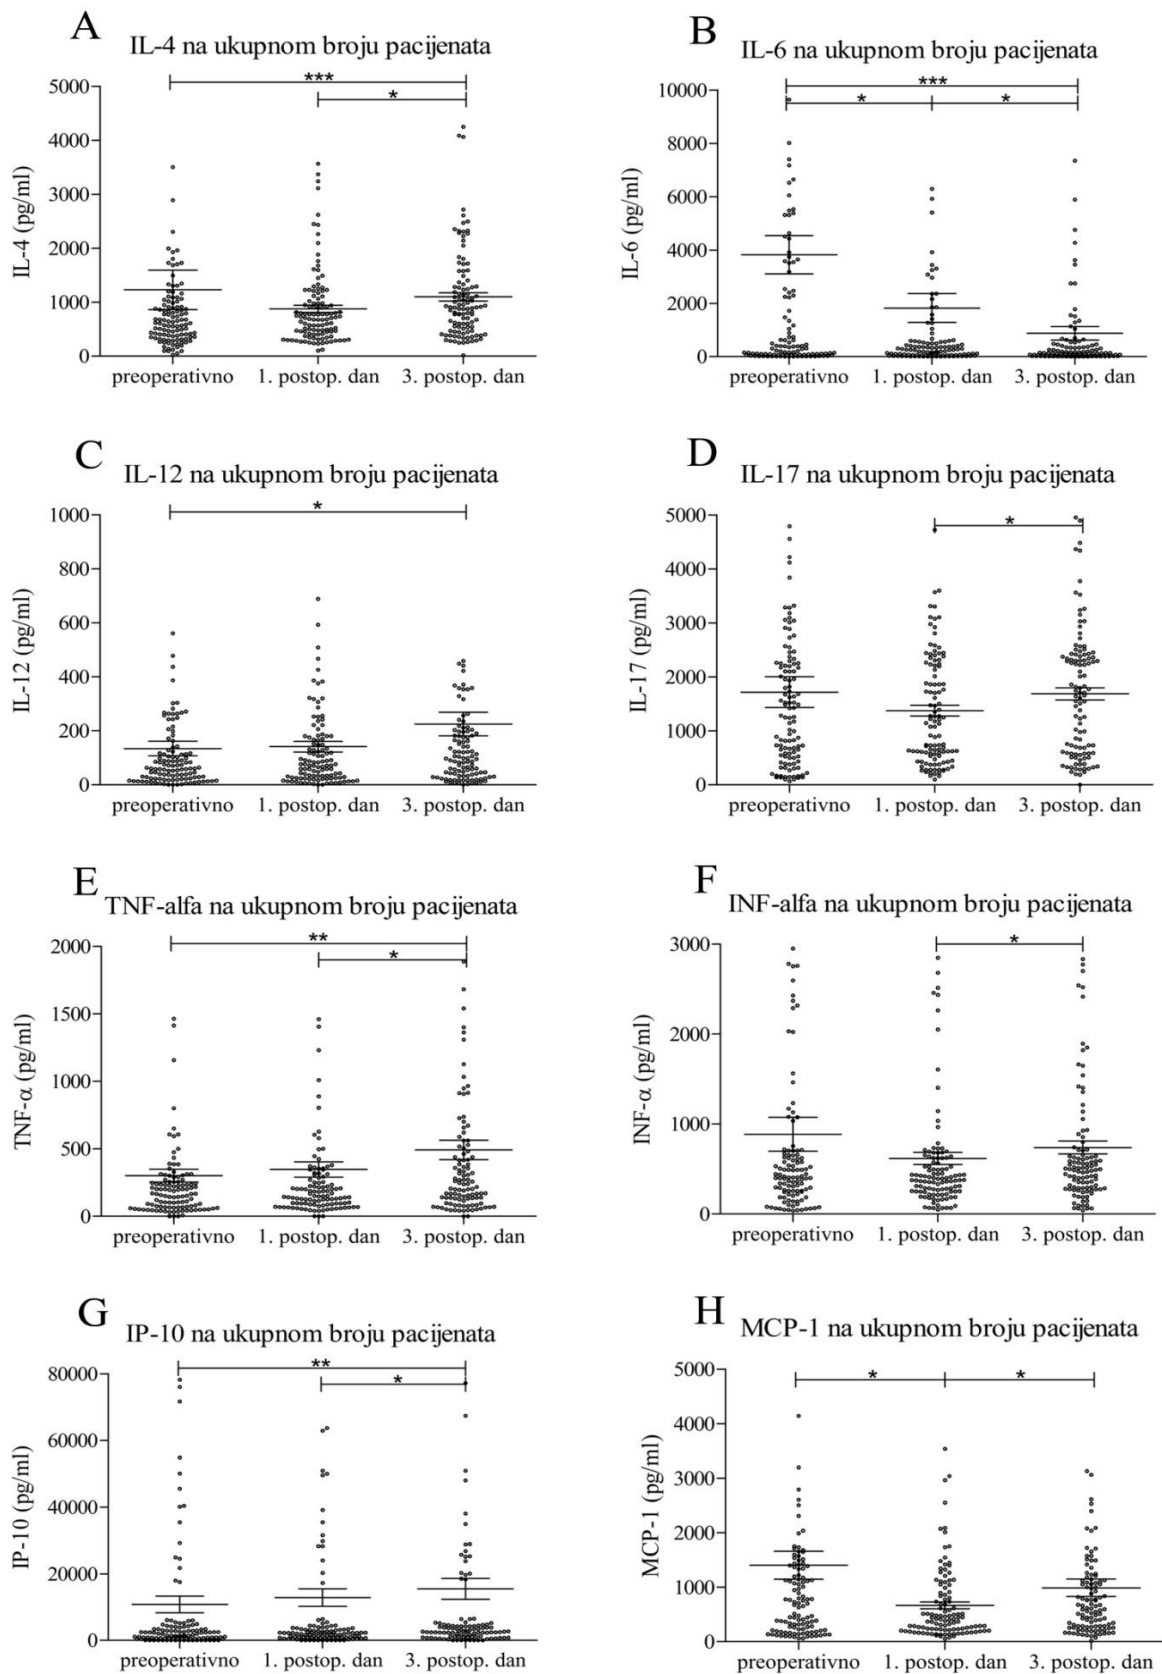 A
IL-4 na ukupnom broju pacijenata
***
*
5000
4000
3000
2000
1000
0
IL-4 (pg/ml)
preoperativno 1. postop. dan 3. postop. dan
B
IL-6 na ukupnom broju pacijenata
***
* *
10000
8000
6000
4000
2000
0
IL-6 (pg/ml)
preoperativno 1. postop. dan 3. postop. dan
C
IL-12 na ukupnom broju pacijenata
*
1000
800
600
400
200
0
IL-12 (pg/ml)
preoperativno 1. postop. dan 3. postop. dan
D
IL-17 na ukupnom broju pacijenata
*
5000
4000
3000
2000
1000
0
IL-17 (pg/ml)
preoperativno 1. postop. dan 3. postop. dan
E
TNF-alfa na ukupnom broju pacijenata
**
*
2000
1500
1000
500
0
TNF-α (pg/ml)
preoperativno 1. postop. dan 3. postop. dan
F
INF-alfa na ukupnom broju pacijenata
*
3000
2000
1000
0
INF-α (pg/ml)
preoperativno 1. postop. dan 3. postop. dan
G
IP-10 na ukupnom broju pacijenata
**
*
80000
60000
40000
20000
0
IP-10 (pg/ml)
preoperativno 1. postop. dan 3. postop. dan
H
MCP-1 na ukupnom broju pacijenata
* *
5000
4000
3000
2000
1000
0
MCP-1 (pg/ml)
preoperativno 1. postop. dan 3. postop. dan